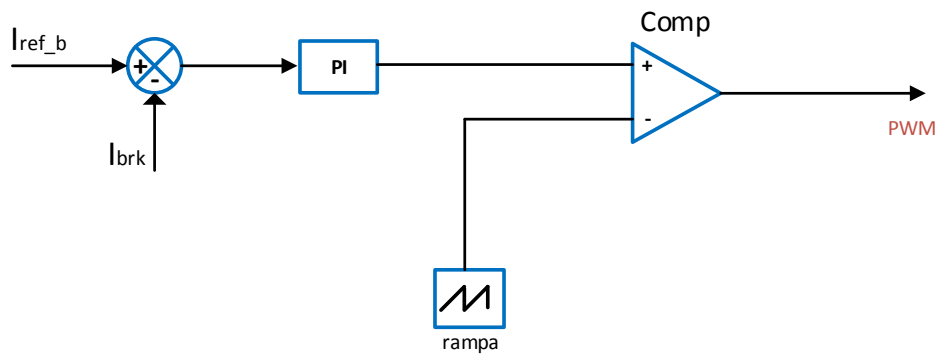 Comp
Iref_b
+
-
PI
+
-
PWM
Ibrk
rampa